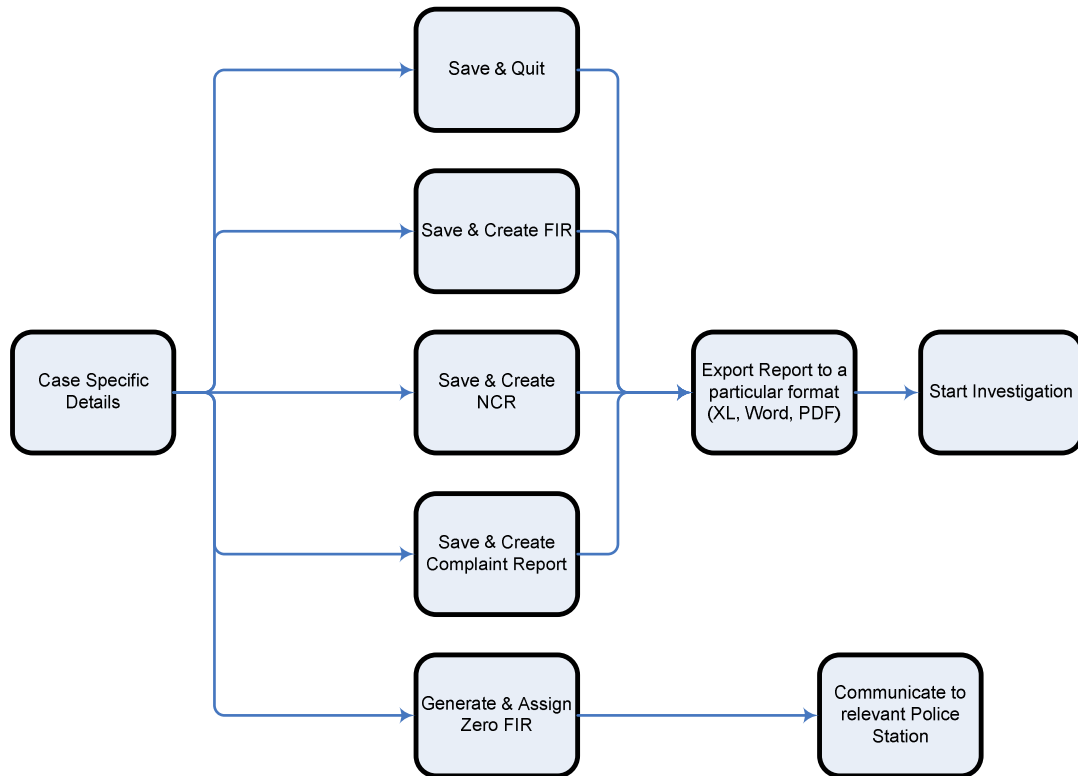 Save & Quit
Save & Create FIR
Case Specific
Details
Save & Create
NCR
Export Report to a
particular format
(XL, Word, PDF)
Start Investigation
Save & Create
Complaint Report
Generate & Assign
Zero FIR
Communicate to
relevant Police
Station